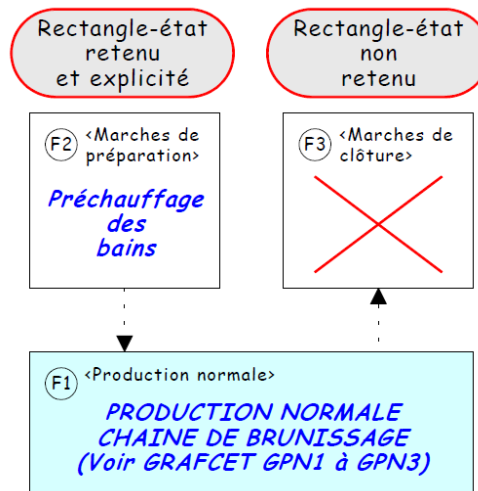 Rectangle-état
retenu
et explicité
Rectangle-état
non
retenu
F2 <Marches de
préparation>
Préchauffage
des
bains
F3 <Marches de
clôture>
F1 <Production normale>
PRODUCTION NORMALE
CHAINE DE BRUNISSAGE
(Voir GRAFCET GPN1 à GPN3)